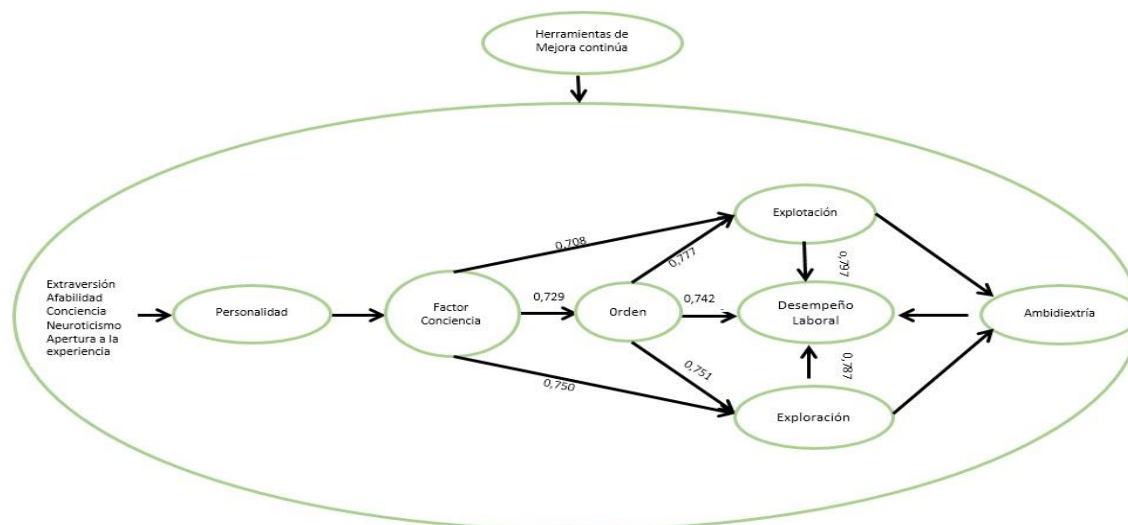 Herramientas de
Mejora continúa
Explotación
0,708
0,777
0,797
Extraversión
Afabilidad
Conciencia
Neuroticismo
Apertura a la
experiencia
Personalidad
Factor
Conciencia
0,729
Orden
0,742
Desempeño
Laboral
Ambidiextría
0,750
0,751
0,787
Exploración